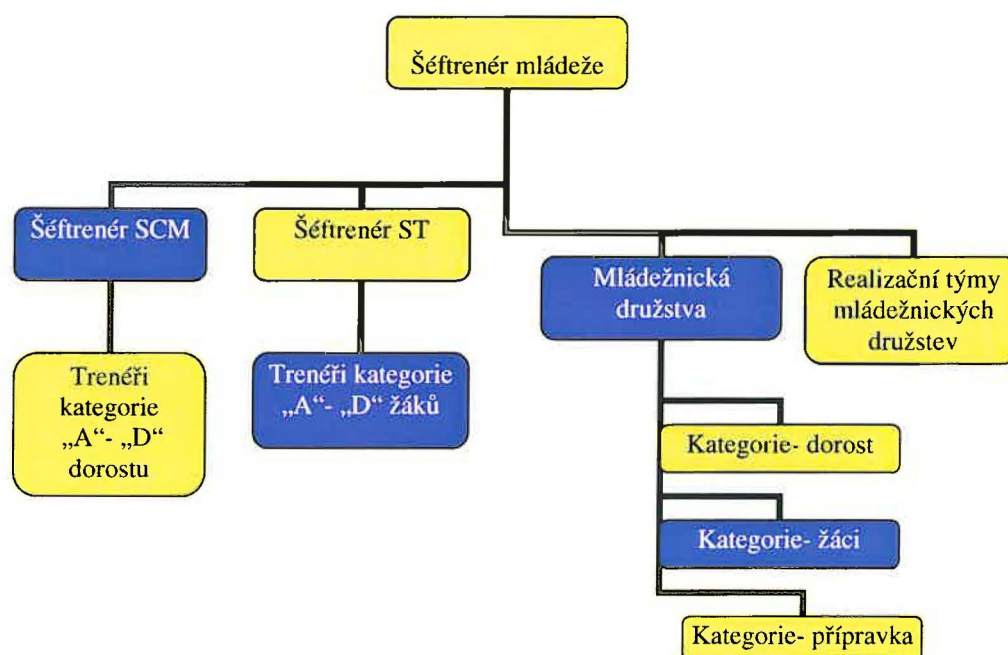 Šéftrenér mládeže
Šéftrenér SCM
Šéftrenér ST
Mládežnická
družstva
Realizační týmy
mládežnických
družstev
Trenéři
kategorie
„A“- „D“
dorostu
Trenéři kategorie
„A“- „D“ žáků
Kategorie- dorost
Kategorie- žáci
Kategorie- přípravka